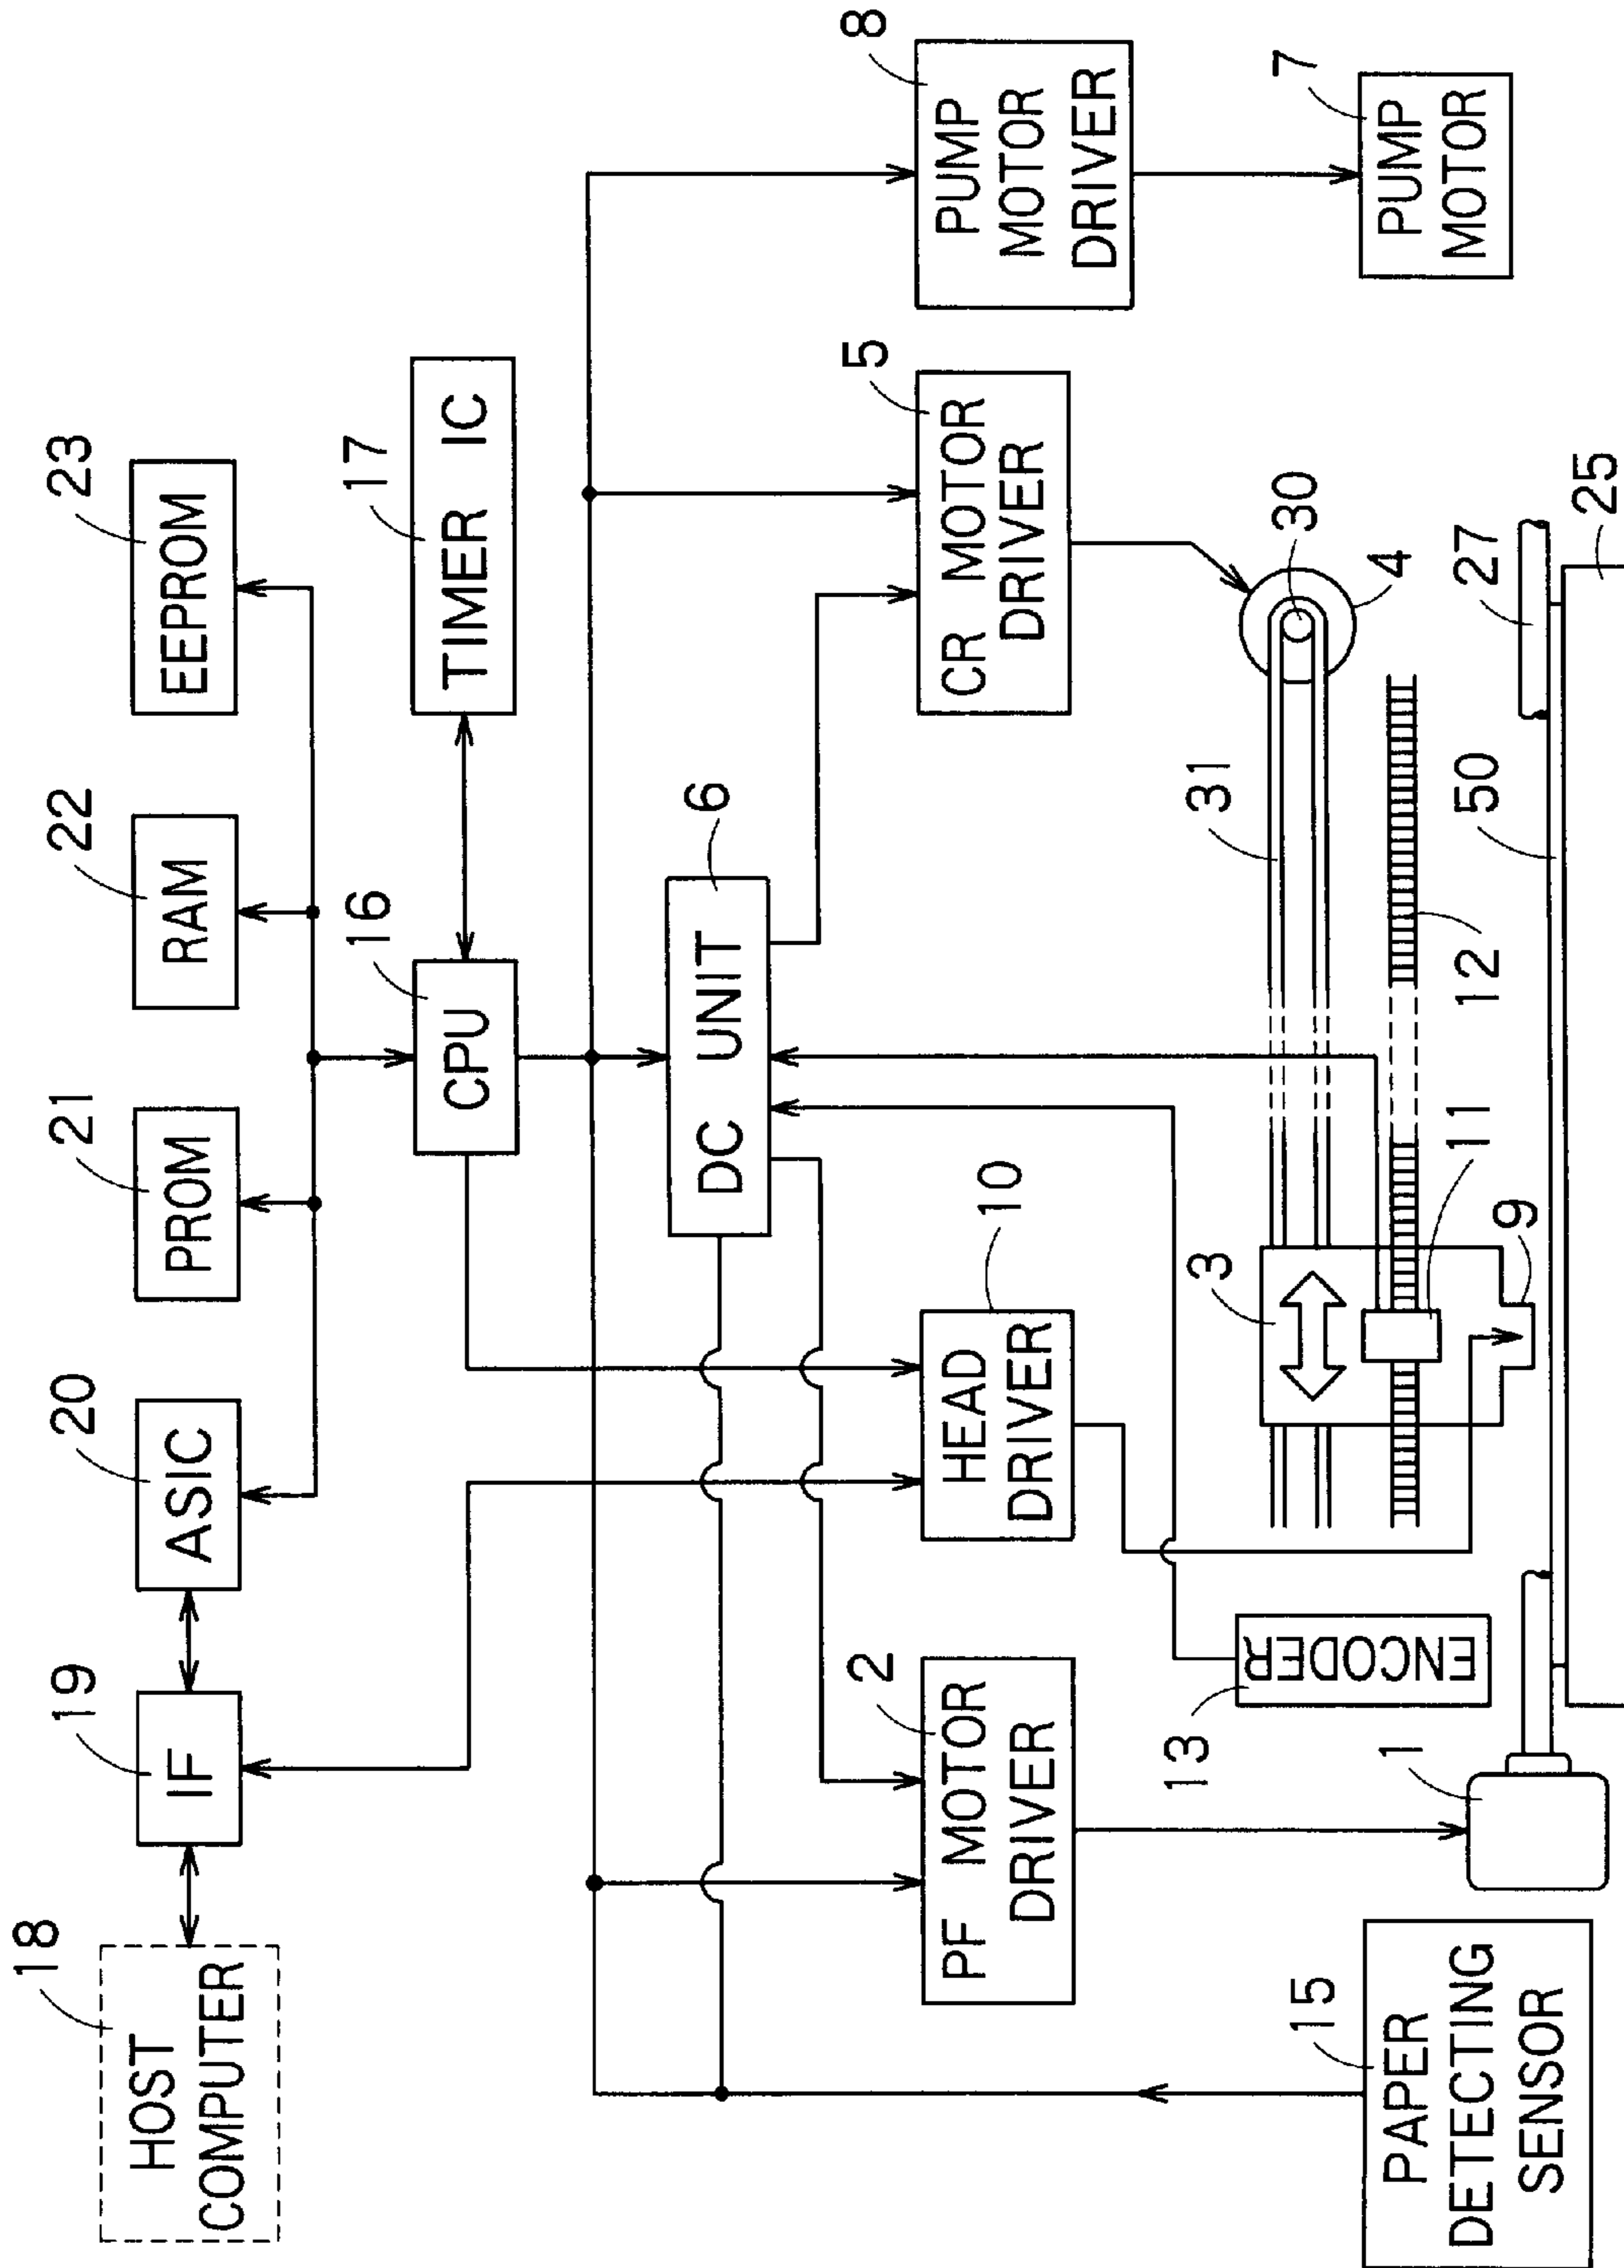 18
HOST
COMPUTER
19
IF
20
ASIC
21
PROM
22
RAM
23
EEPROM
16
CPU
17
TIMER IC
6
DC UNIT
2
PF MOTOR
DRIVER
10
HEAD
DRIVER
5
CR MOTOR
DRIVER
8
PUMP
MOTOR
DRIVER
7
PUMP
MOTOR
15
PAPER
DETECTING
SENSOR
1
13
ENCODER
3
11
9
31
12
30
4
50
27
25